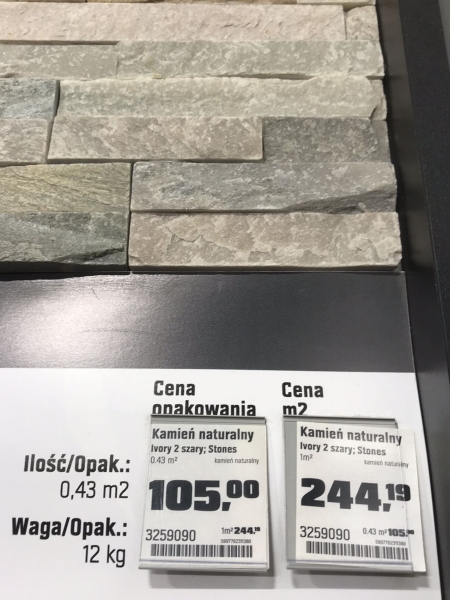 Cena
opakowania
Cena
m2
Ilość/Opak.:
0,43 m2
Waga/Opak.:
12 kg
Kamień naturalny
Ivory 2 szary; Stones
0.43 m²
kamień naturalny
105,00
1m² 244,19
3259090
Kamień naturalny
Ivory 2 szary; Stones
1m²
kamień naturalny
244,19
3259090
0.43 m² 105,00